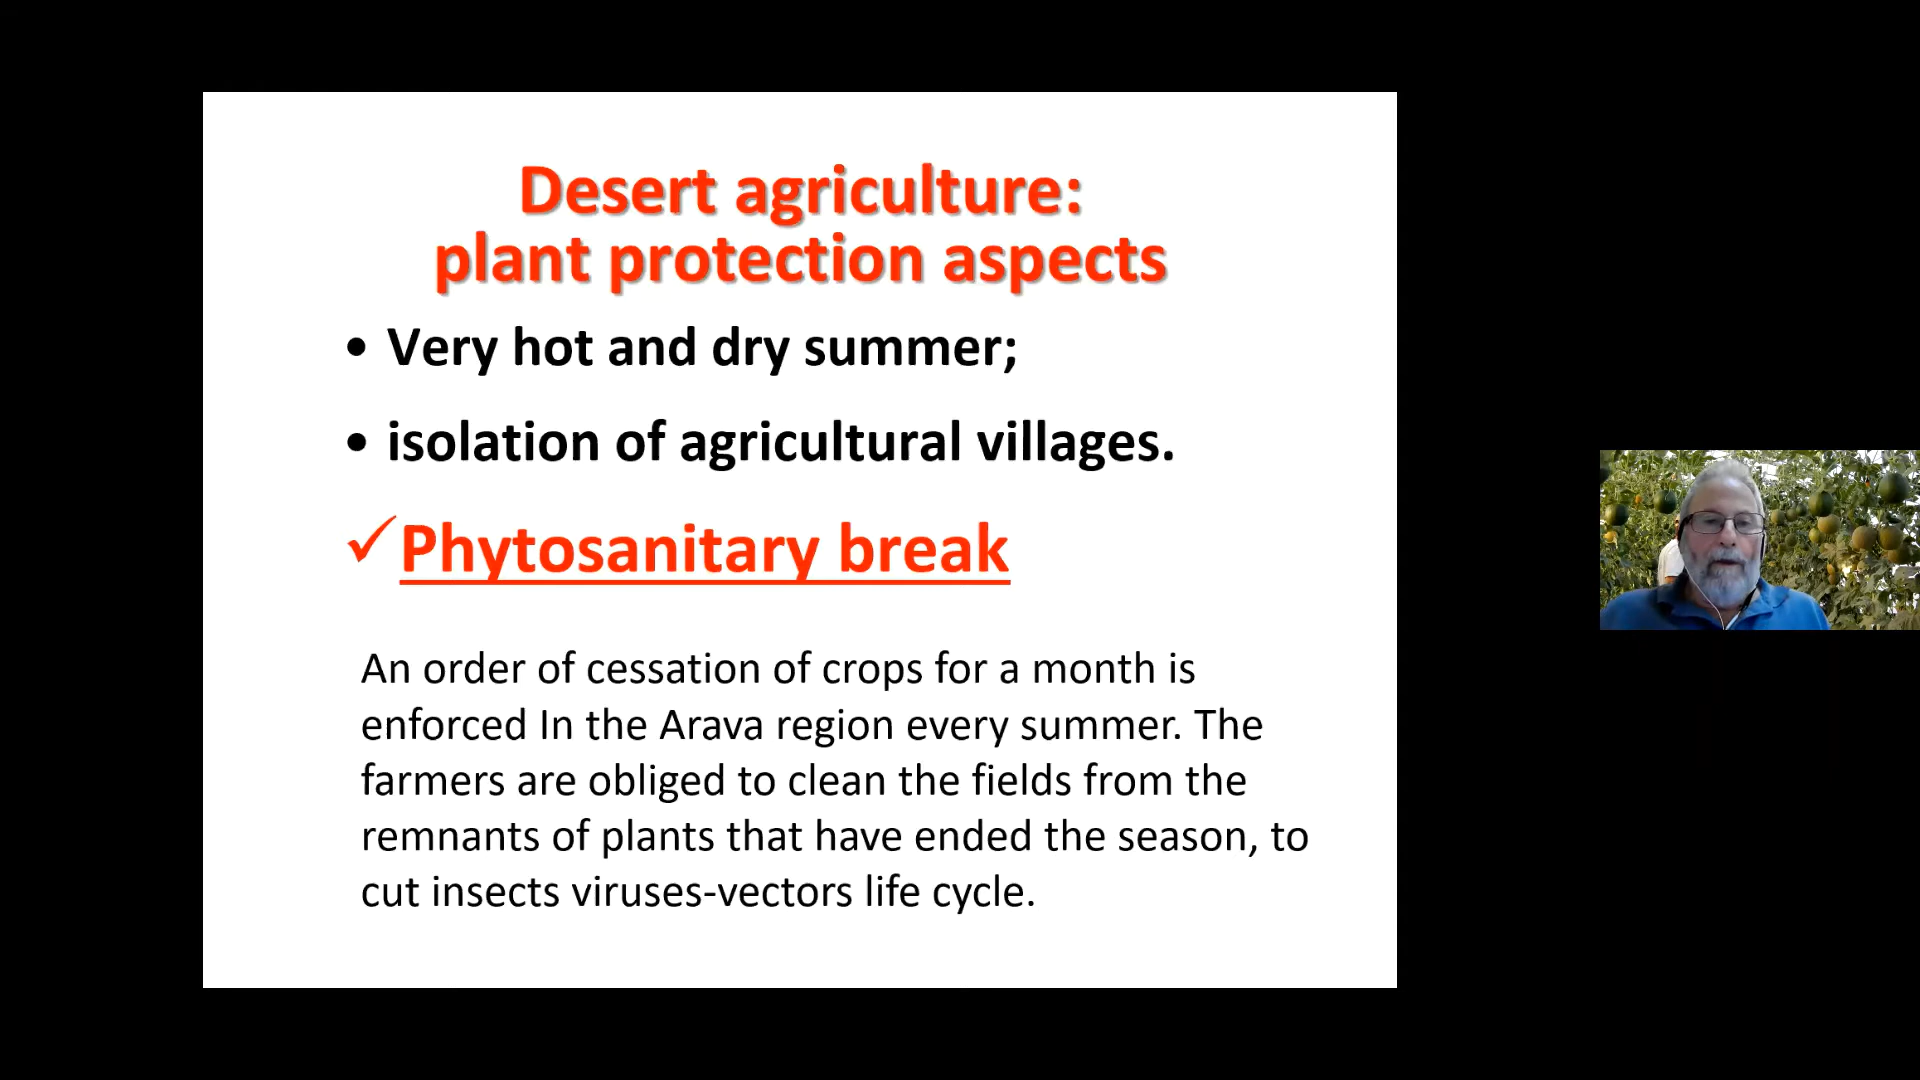 Desert agriculture:
plant protection aspects
• Very hot and dry summer;
• isolation of agricultural villages.
✓Phytosanitary break
An order of cessation of crops for a month is
enforced In the Arava region every summer. The
farmers are obliged to clean the fields from the
remnants of plants that have ended the season, to
cut insects viruses-vectors life cycle.